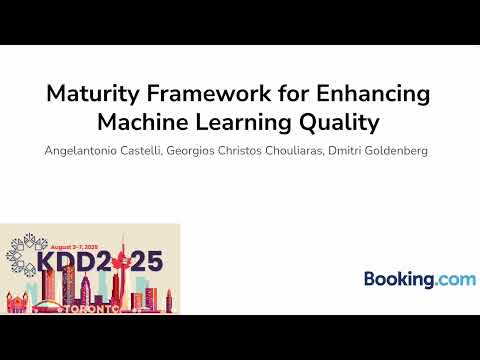 Maturity Framework for Enhancing
Machine Learning Quality
Angelantonio Castelli, Georgios Christos Chouliaras, Dmitri Goldenberg
August 3-7, 2025
KDD2025
TORONTO
Booking.com